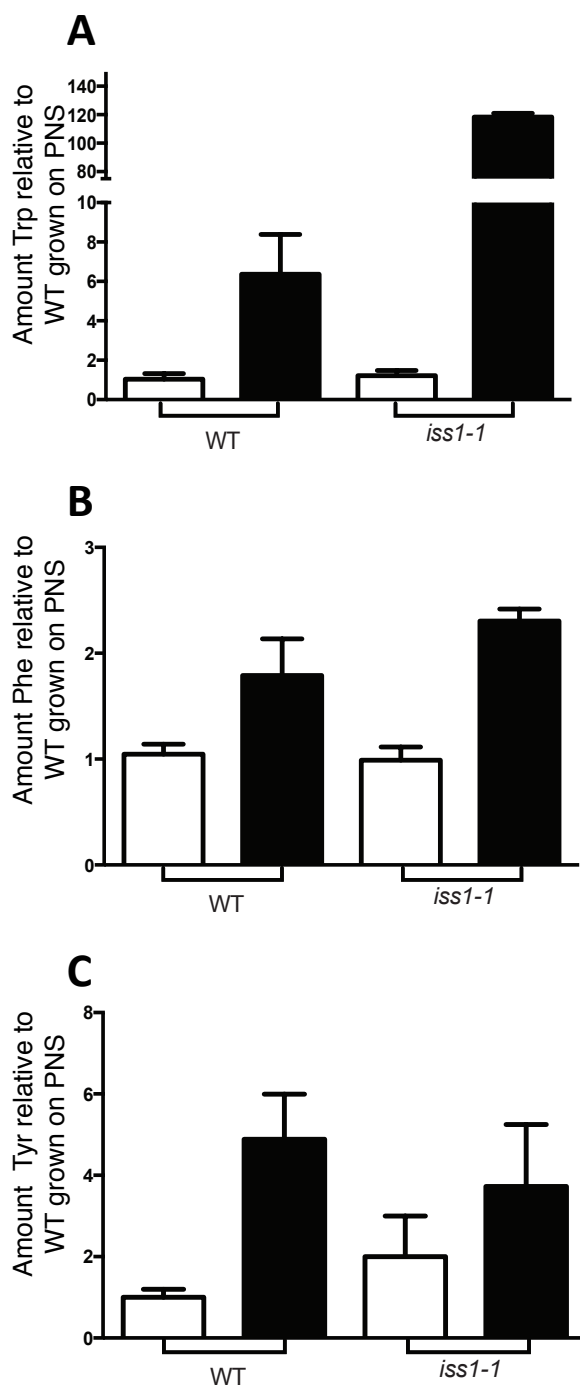 A
Amount Trp relative to
WT grown on PNS
140
120
100
80
10
8
6
4
2
0
WT
iss1-1
B
Amount Phe relative to
WT grown on PNS
3
2
1
0
WT
iss1-1
C
Amount Tyr relative to
WT grown on PNS
8
6
4
2
0
WT
iss1-1